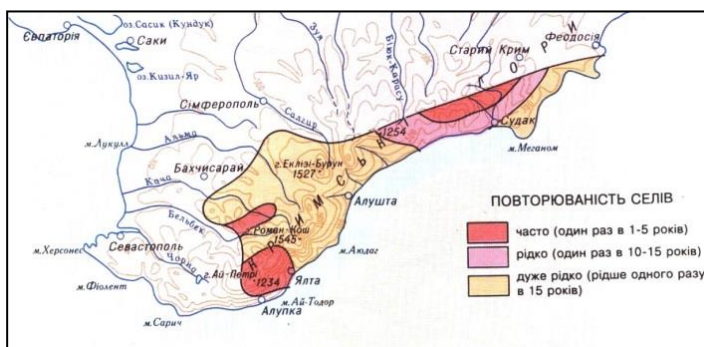 оз.Сасик (Кундук)
Євпаторія
Саки
оз.Кизил-Яр
Зуя
Біюк-Карасу
Старий Крим
Феодосія
Г О Р И
Сімферополь
Салгир
Судак
1254
м.Лукулл
Альма
м.Меганом
г.Еклізі-Бурун
1527
К Р И М С Ь К І
Бахчисарай
Кача
Алушта
Бельбек
г.Роман-Кош
1545
Севастополь
м.Херсонес
Чорна
м.Аюдаг
г.Ай-Петрі
1234
Ялта
м.Фіолент
м.Ай-Тодор
Алупка
м.Сарич
ПОВТОРЮВАНІСТЬ СЕЛІВ
часто (один раз в 1-5 років)
рідко (один раз в 10-15 років)
дуже рідко (рідше одного разу
в 15 років)